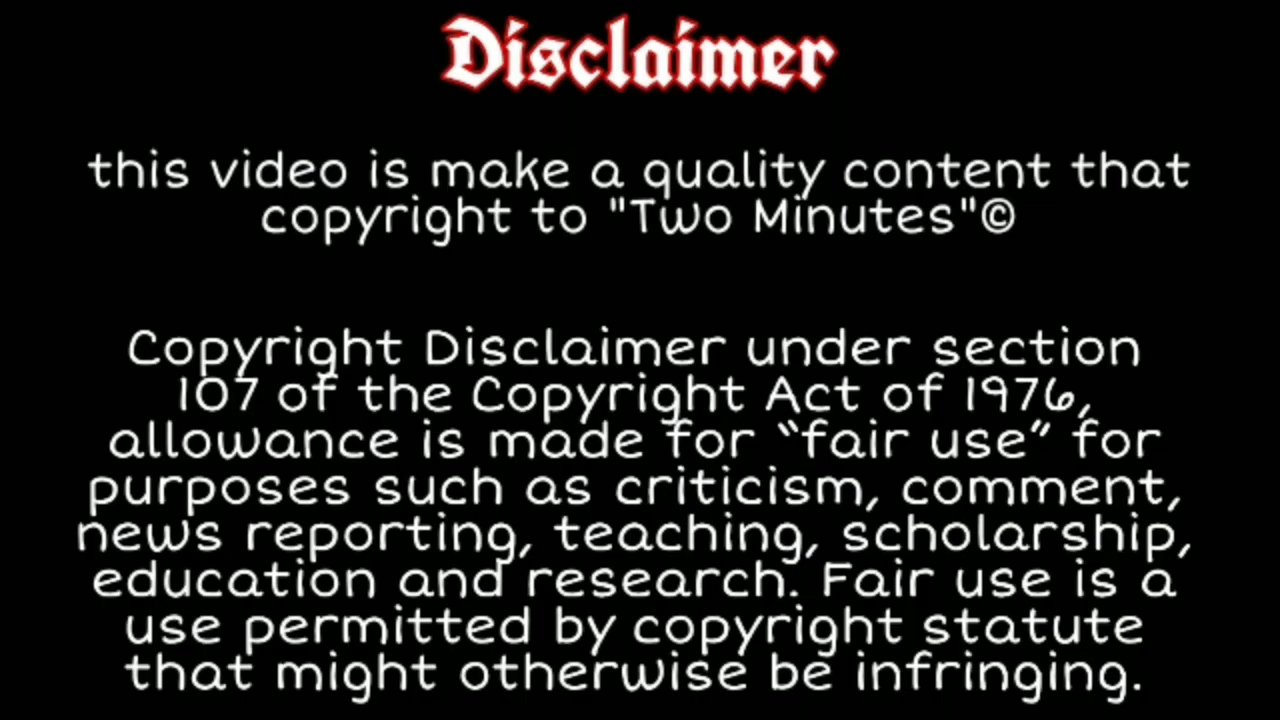 Disclaimer
this video is make a quality content that
copyright to "Two Minutes"©
Copyright Disclaimer under section
107 of the Copyright Act of 1976,
allowance is made for “fair use” for
purposes such as criticism, comment,
news reporting, teaching, scholarship,
education and research. Fair use is a
use permitted by copyright statute
that might otherwise be infringing.